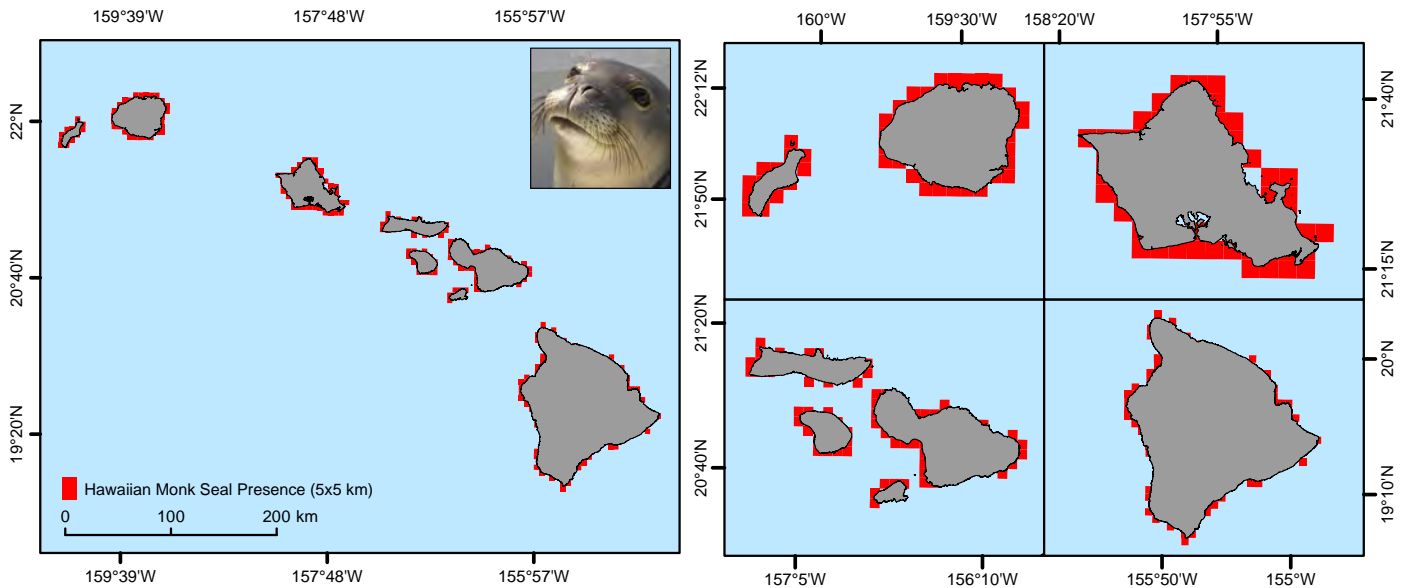 159°39'W 157°48'W 155°57'W
22°N
20°40'N
19°20'N
Hawaiian Monk Seal Presence (5x5 km)
0 100 200 km
159°39'W 157°48'W 155°57'W
160°W 159°30'W 158°20'W 157°55'W
22°12'N
21°50'N
21°40'N
21°15'N
21°20'N
20°40'N
20°N
19°10'N
157°5'W 156°10'W 155°50'W 155°W